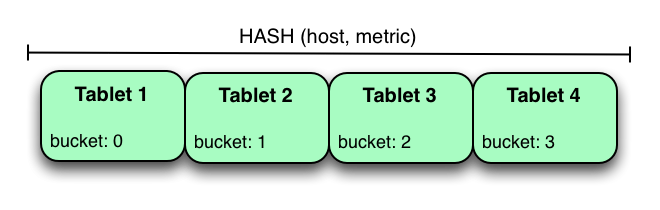 HASH (host, metric)
Tablet 1
bucket: 0
Tablet 2
bucket: 1
Tablet 3
bucket: 2
Tablet 4
bucket: 3